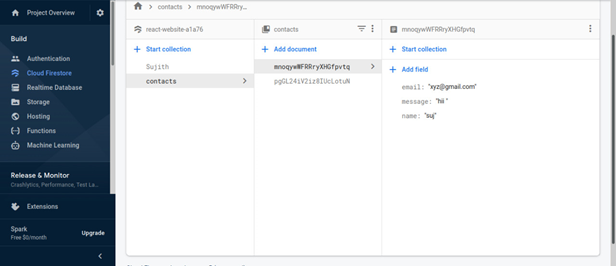 Project Overview
Build
Authentication
Cloud Firestore
Realtime Database
Storage
Hosting
Functions
Machine Learning
Release & Monitor
Crashlytics, Performance, Test La...
Extensions
Spark
Free $0/month
Upgrade
contacts
mnoqywWFRRry...
react-website-a1a76
Start collection
Sujith
contacts
contacts
Add document
mnoqywWFRRryXHGfpvtq
pgGL24iV2iz8IUcLotuN
mnoqywWFRRryXHGfpvtq
Start collection
Add field
email: "xyz@gmail.com"
message: "hii "
name: "suj"